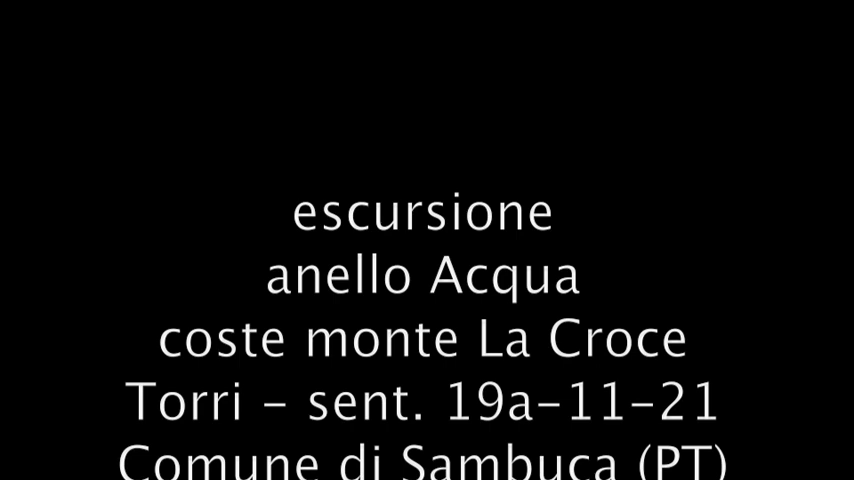 escursione
anello Acqua
coste monte La Croce
Torri - sent. 19a-11-21
Comune di Sambuca (PT)